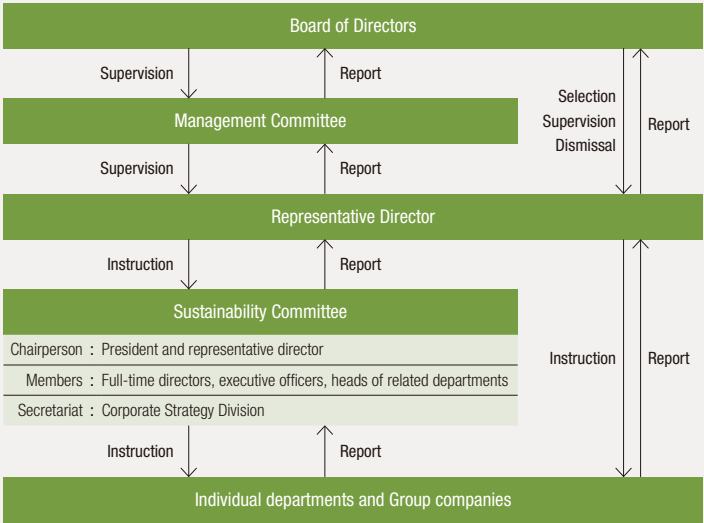 Board of Directors
Supervision
Report
Selection
Supervision
Dismissal
Report
Management Committee
Supervision
Report
Representative Director
Instruction
Report
Sustainability Committee
Chairperson : President and representative director
Members : Full-time directors, executive officers, heads of related departments
Secretariat : Corporate Strategy Division
Instruction
Report
Instruction
Report
Individual departments and Group companies